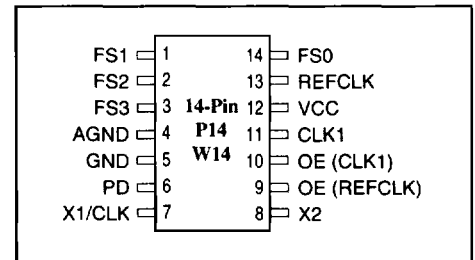 FS1 1 14 FS0
FS2 2 13 REFCLK
FS3 3 14-Pin 12 VCC
AGND 4 P14 11 CLK1
GND 5 W14 10 OE (CLK1)
PD 6 9 OE (REFCLK)
X1/CLK 7 8 X2